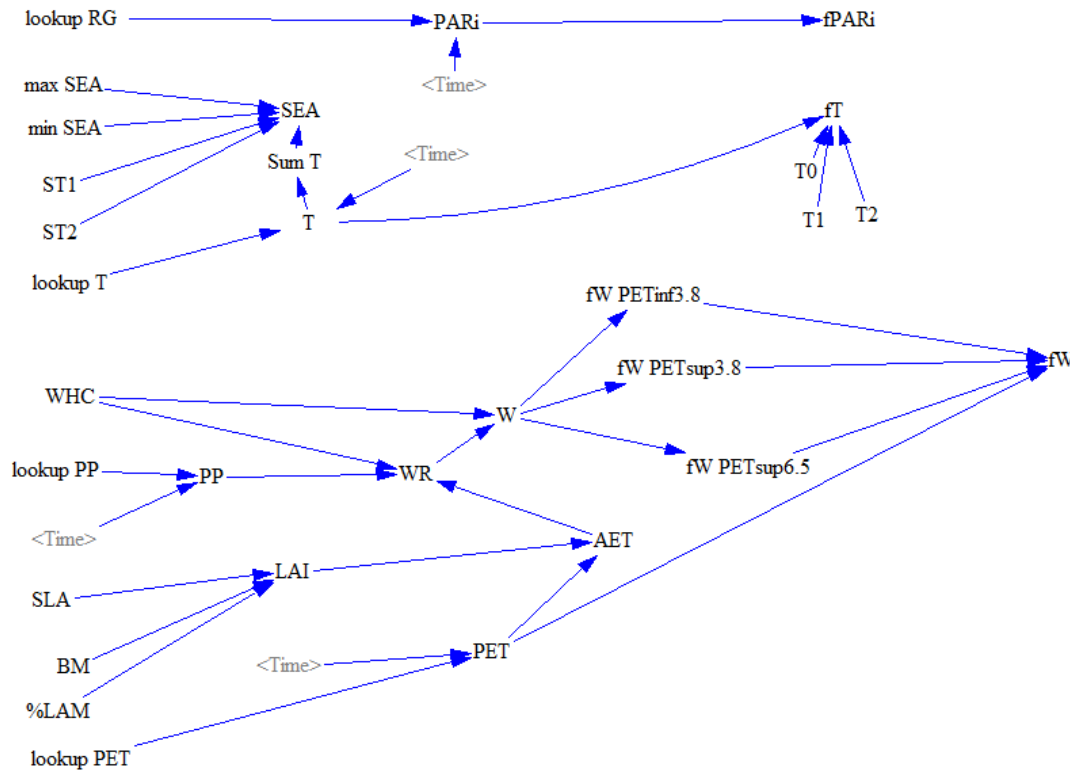 lookup RG
PARi
fPARi
max SEA
<Time>
SEA
fT
min SEA
<Time>
Sum T
T0
ST1
T
T1
T2
ST2
lookup T
fW PETinf3.8
fW PETsup3.8
fW
WHC
W
lookup PP
PP
WR
fW PETsup6.5
<Time>
AET
LAI
SLA
PET
BM
<Time>
%LAM
lookup PET